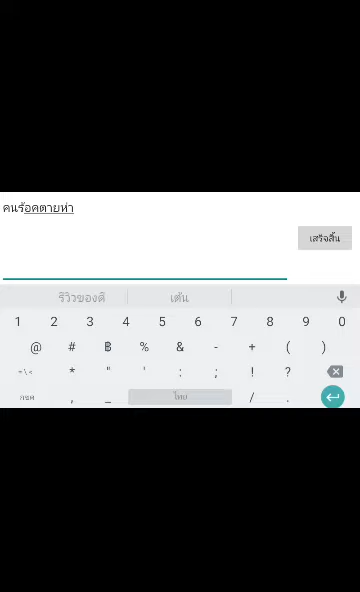 คนร้อคตายห่า
เสร็จสิ้น
รีวิวของดี เต้น
1 2 3 4 5 6 7 8 9 0
@ # ฿ % & - + ( )
* " ' : ; ! ?
กขค , _ ไทย / .